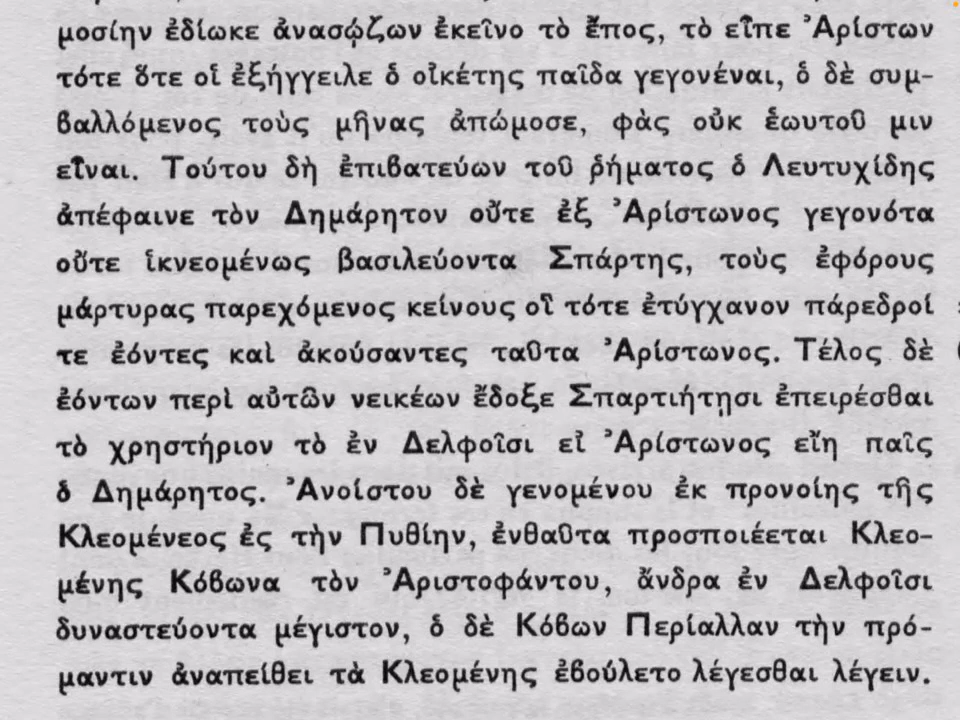 μοσίην ἐδίωκε ἀνασῴζων ἐκεῖνο τὸ ἔπος, τὸ εἶπε Ἀρίστων
τότε ὅτε οἱ ἐξήγγειλε ὁ οἰκέτης παῖδα γεγονέναι, ὁ δὲ συμ-
βαλλόμενος τοὺς μῆνας ἀπώμοσε, φὰς οὐκ ἑωυτοῦ μιν
εἶναι. Τούτου δὴ ἐπιβατεύων τοῦ ῥήματος ὁ Λευτυχίδης
ἀπέφαινε τὸν Δημάρητον οὔτε ἐξ Ἀρίστωνος γεγονότα
οὔτε ἱκνεομένως βασιλεύοντα Σπάρτης, τοὺς ἐφόρους
μάρτυρας παρεχόμενος κείνους οἳ τότε ἐτύγχανον πάρεδροί
τε ἐόντες καὶ ἀκούσαντες ταῦτα Ἀρίστωνος. Τέλος δὲ
ἐόντων περὶ αὐτῶν νεικέων ἔδοξε Σπαρτιήτῃσι ἐπειρέσθαι
τὸ χρηστήριον τὸ ἐν Δελφοῖσι εἰ Ἀρίστωνος εἴη παῖς
ὁ Δημάρητος. Ἀνοίστου δὲ γενομένου ἐκ προνοίης τῆς
Κλεομένεος ἐς τὴν Πυθίην, ἐνθαῦτα προσποιέεται Κλεο-
μένης Κόβωνα τὸν Ἀριστοφάντου, ἄνδρα ἐν Δελφοῖσι
δυναστεύοντα μέγιστον, ὁ δὲ Κόβων Περίαλλαν τὴν πρό-
μαντιν ἀναπείθει τὰ Κλεομένης ἐβούλετο λέγεσθαι λέγειν.